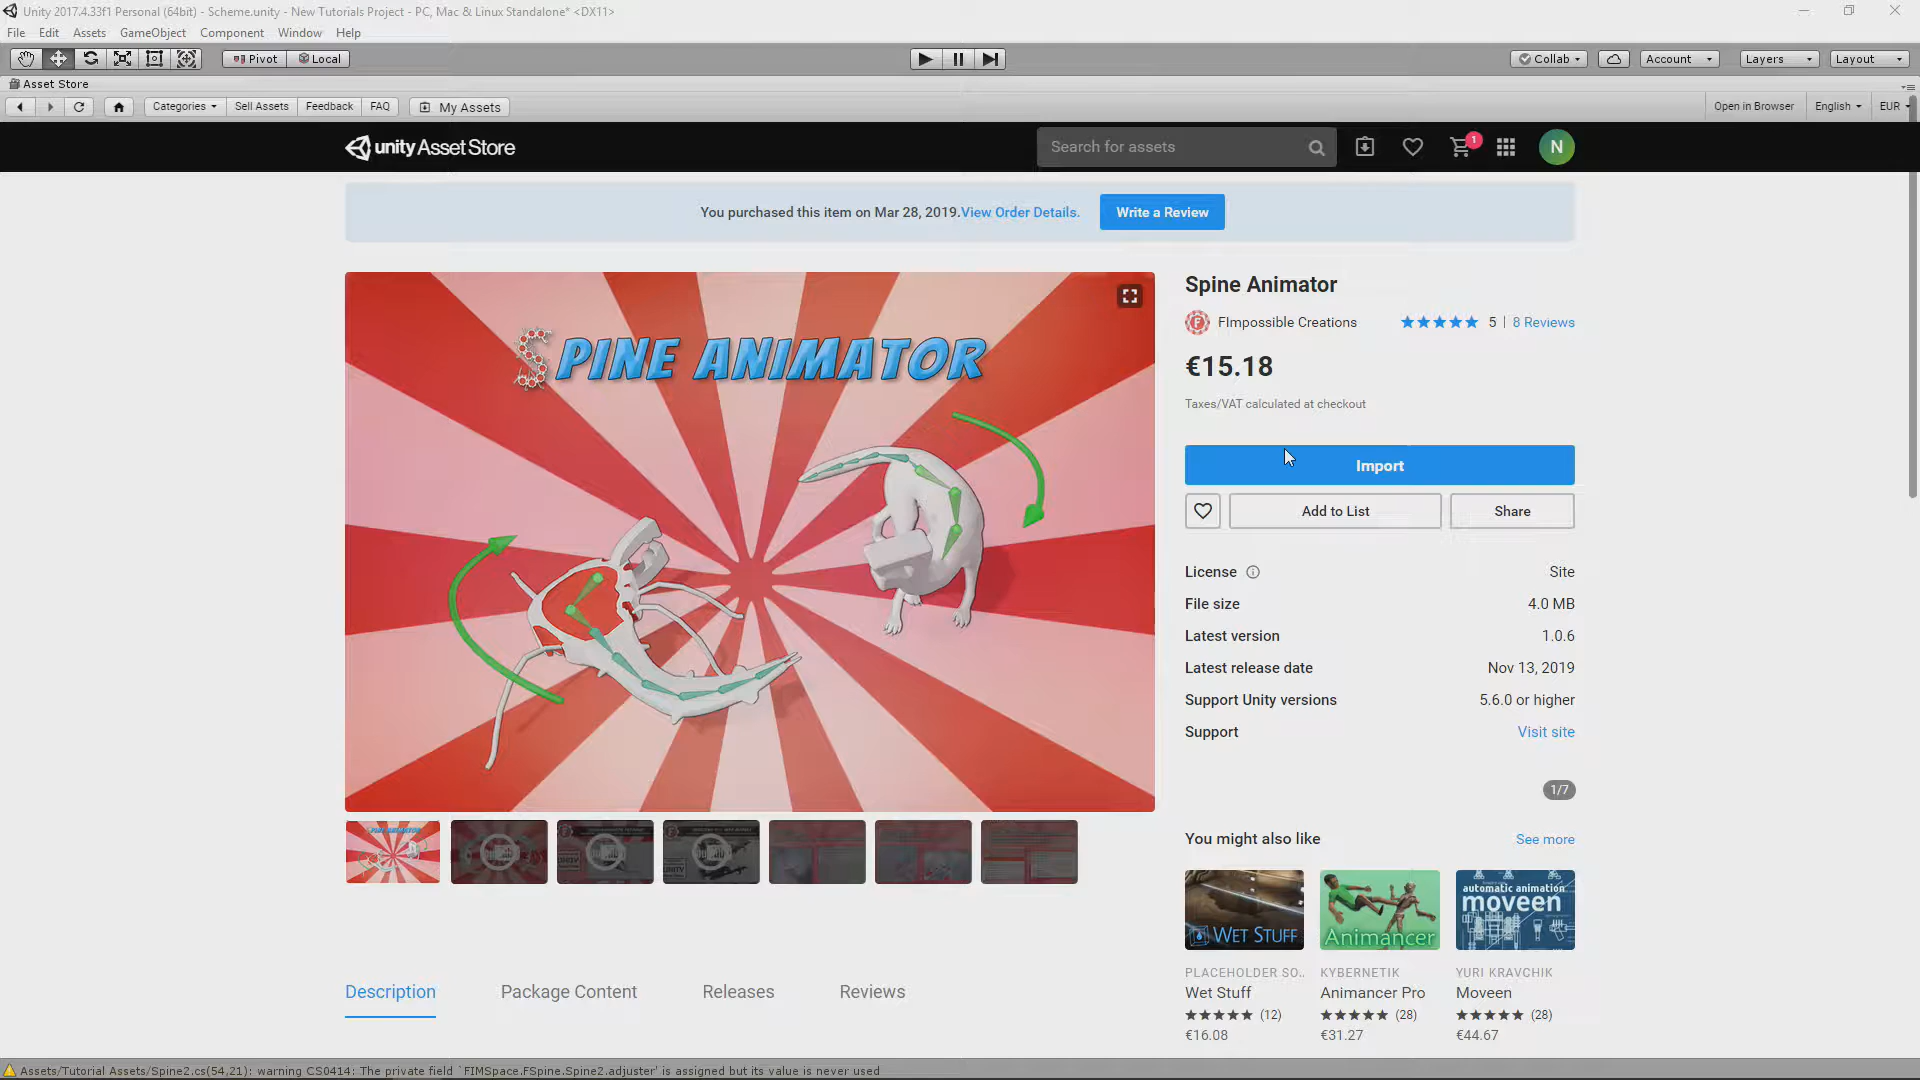 Unity 2017.4.33f1 Personal (64bit) - Scheme.unity - New Tutorials Project - PC, Mac & Linux Standalone* <DX11>
File Edit Assets GameObject Component Window Help
Pivot Local Collab Account Layers Layout
Asset Store
Categories Sell Assets Feedback FAQ My Assets Open in Browser English EUR
unity Asset Store Search for assets 1 N
You purchased this item on Mar 28, 2019.View Order Details. Write a Review
SPINE ANIMATOR
Spine Animator
FImpossible Creations 5 | 8 Reviews
€15.18
Taxes/VAT calculated at checkout
Import
Add to List Share
License Site
File size 4.0 MB
Latest version 1.0.6
Latest release date Nov 13, 2019
Support Unity versions 5.6.0 or higher
Support Visit site
1/7
You might also like See more
WET STUFF
Animancer
automatic animation
moveen
PLACEHOLDER SO.. KYBERNETIK YURI KRAVCHIK
Wet Stuff Animancer Pro Moveen
(12) (28) (28)
€16.08 €31.27 €44.67
Description Package Content Releases Reviews
Assets/Tutorial Assets/Spine2.cs(54,21): warning CS0414: The private field `FIMSpace.FSpine.Spine2.adjuster' is assigned but its value is never used